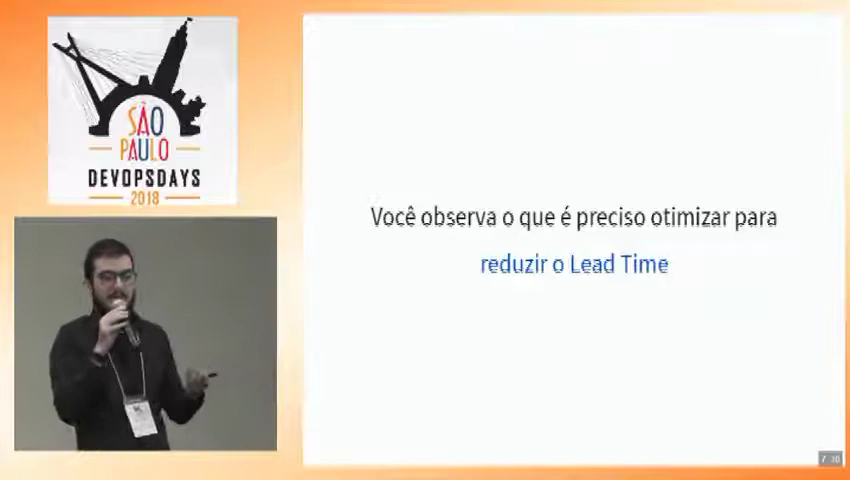 SÃO
PAULO
DEVOPSDAYS
2018
Você observa o que é preciso otimizar para
reduzir o Lead Time